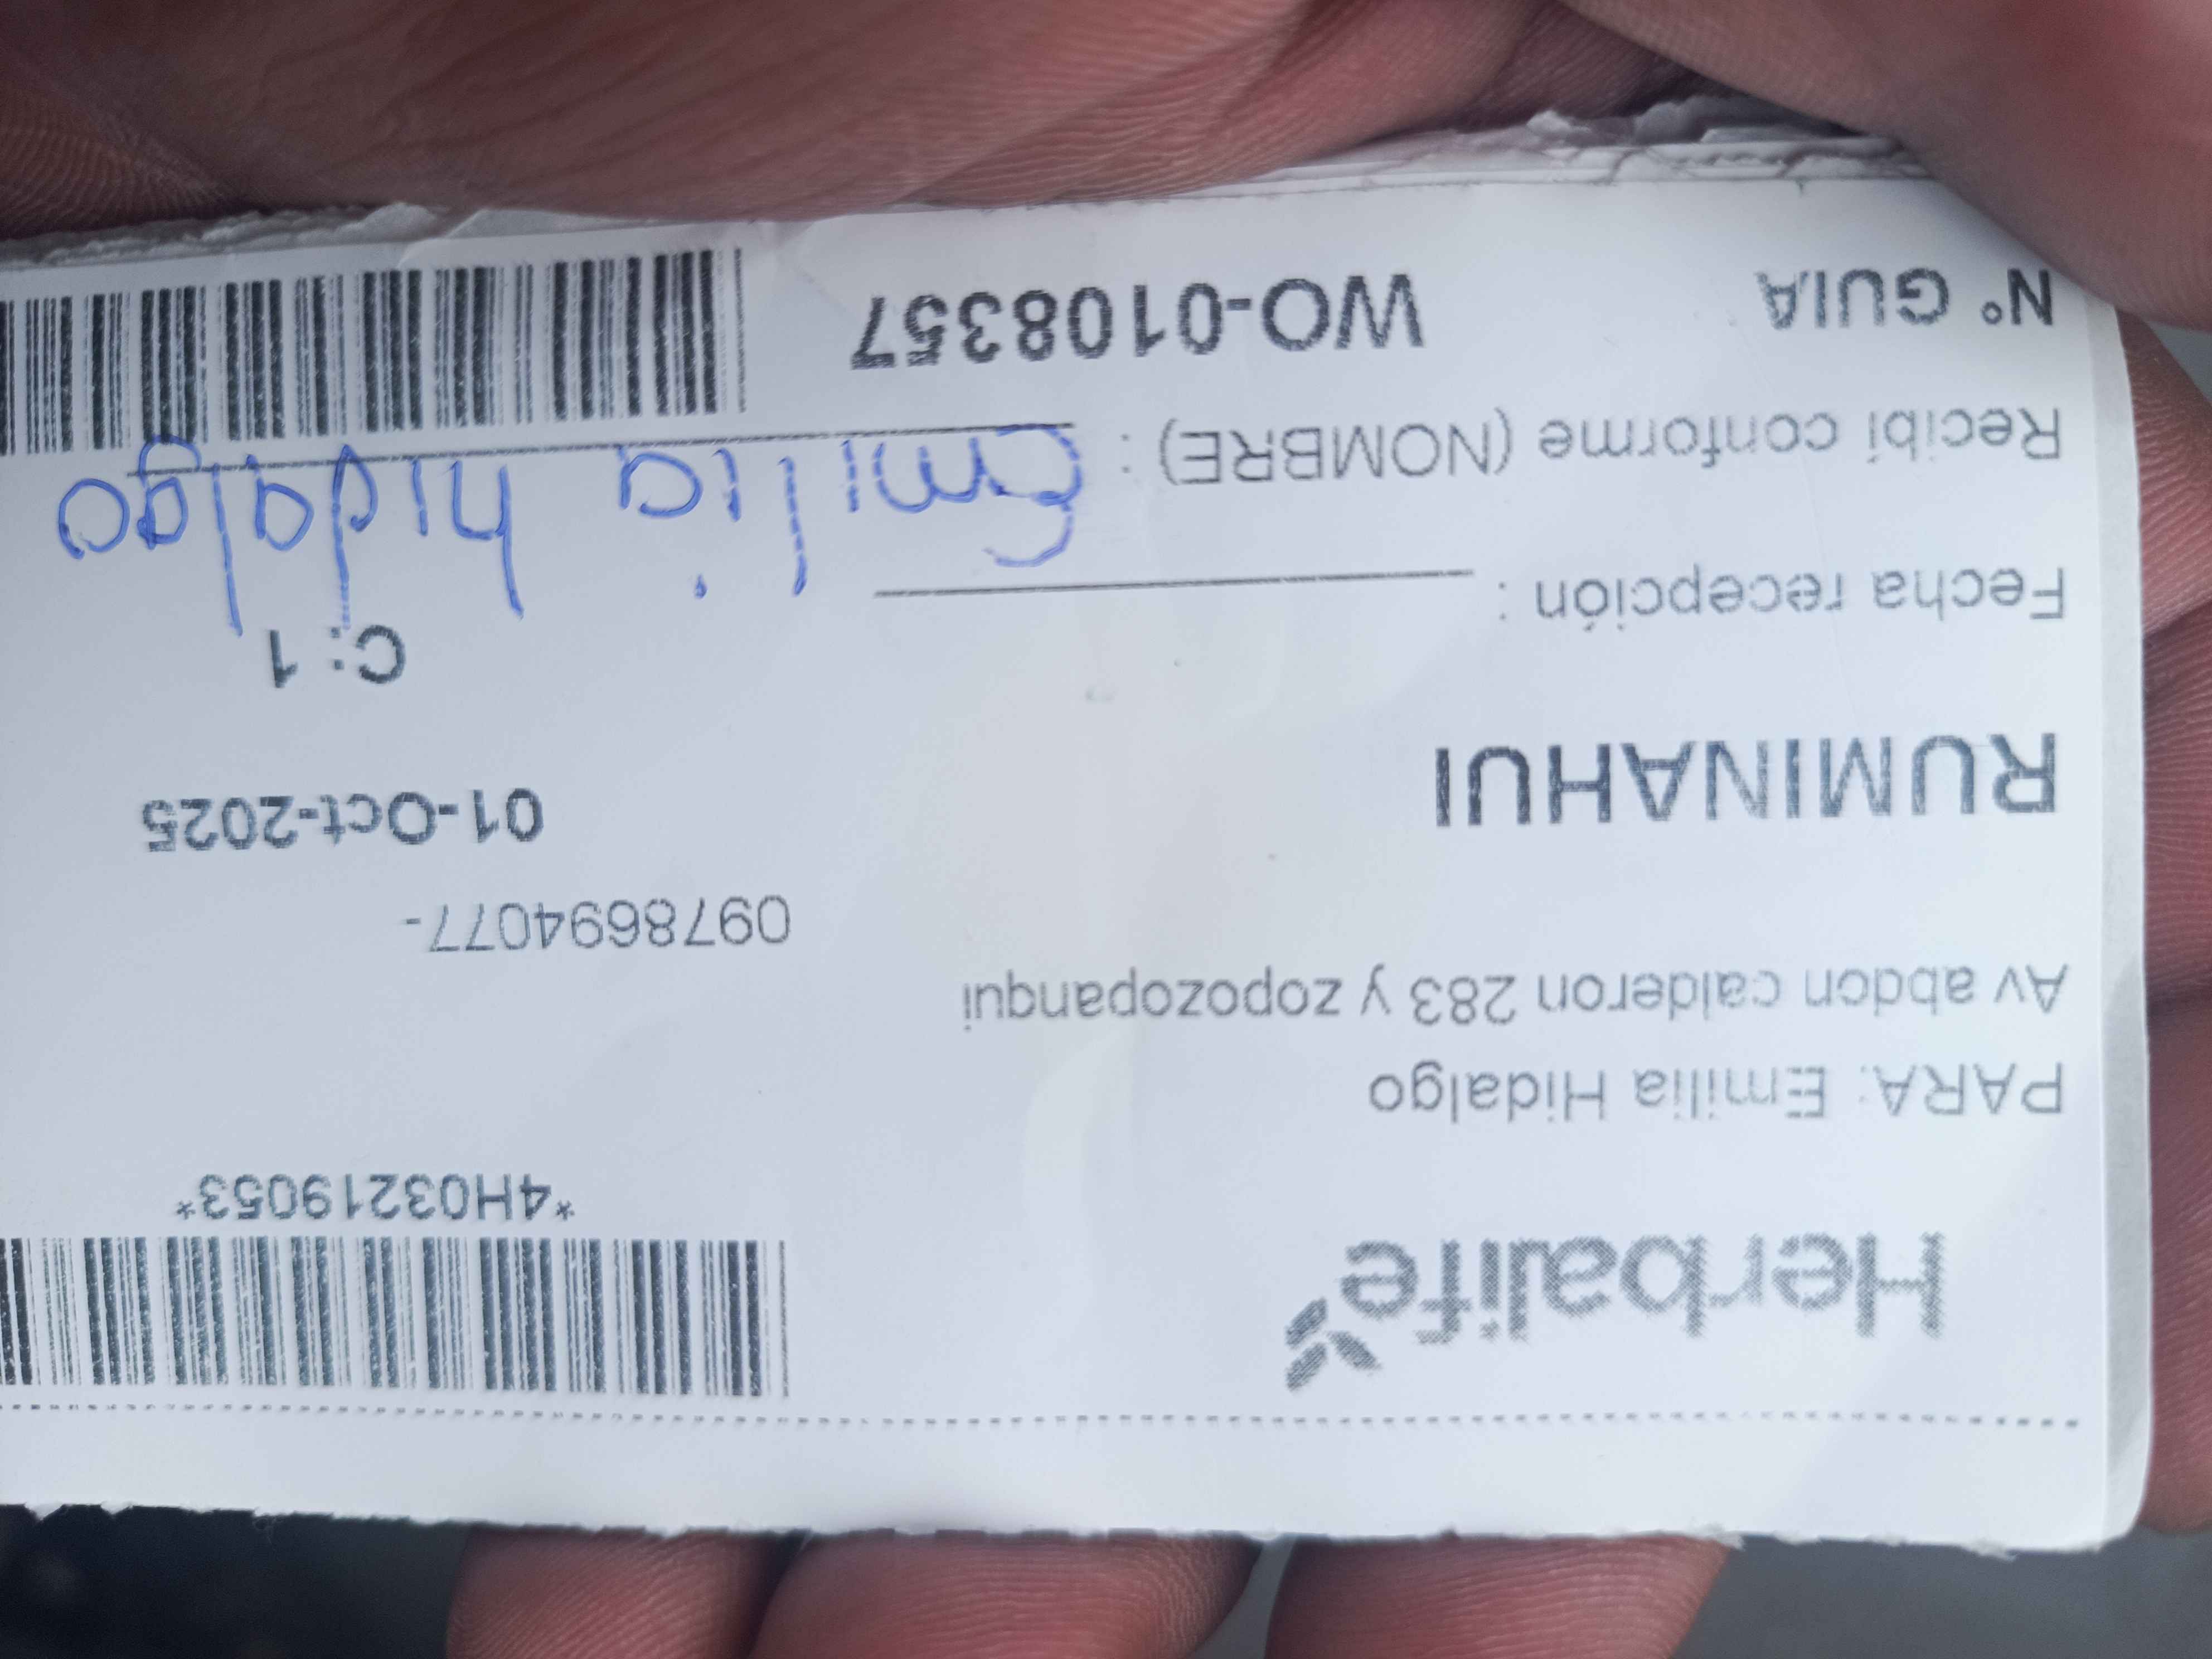 Herbalife
*4H03219053*
PARA: Emilia Hidalgo
Av abdon calderon 283 y zopozopanqui
0978694077-
RUMINAHUI 01-Oct-2025
C: 1
Fecha recepción :
Recibí conforme (NOMBRE) : Emilia hidalgo
N° GUIA WO-0108357